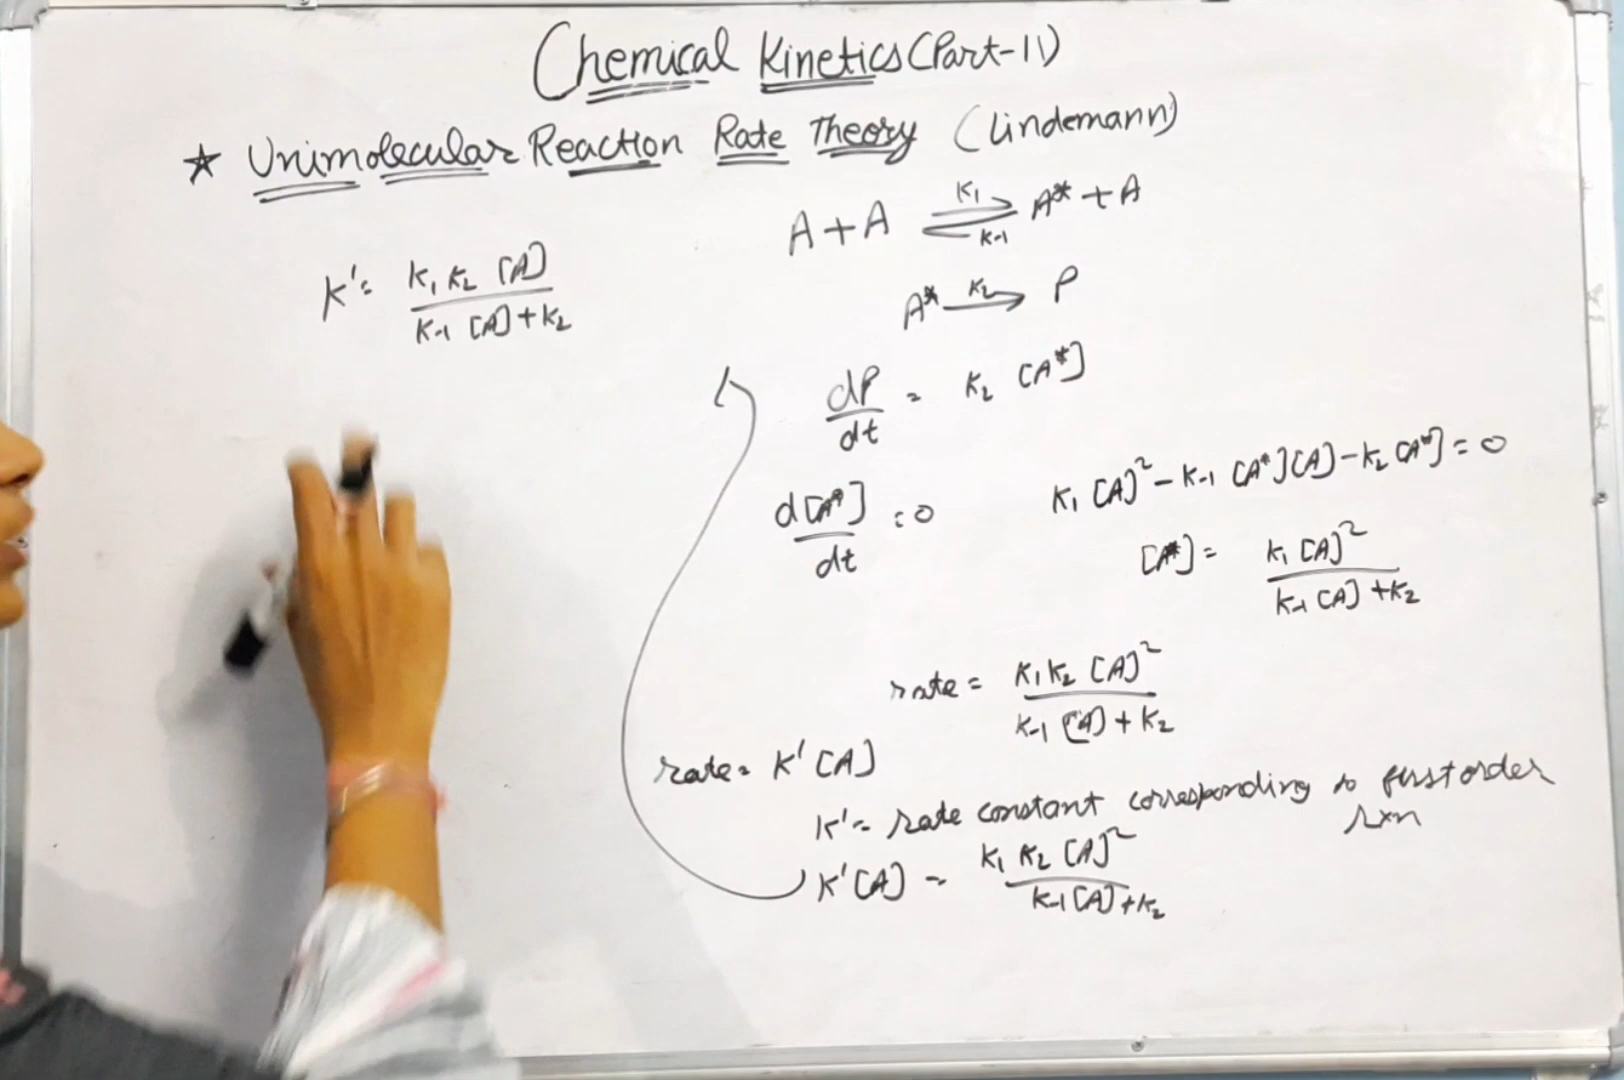 Chemical Kinetics (Part-11)
★ Unimolecular Reaction Rate Theory (Lindemann)
A + A ⇌ A* + A
K1
K-1
A* → P
K2
K' = K1 K2 [A] / K-1 [A] + K2
dP/dt = K2 [A*]
d[A*]/dt = 0
K1 [A]² - K-1 [A*][A] - K2 [A*] = 0
[A*] = K1 [A]² / K-1 [A] + K2
rate = K1 K2 [A]² / K-1 [A] + K2
rate = K' [A]
K' = rate constant corresponding to first order
rxn
K' [A] = K1 K2 [A]² / K-1 [A] + K2